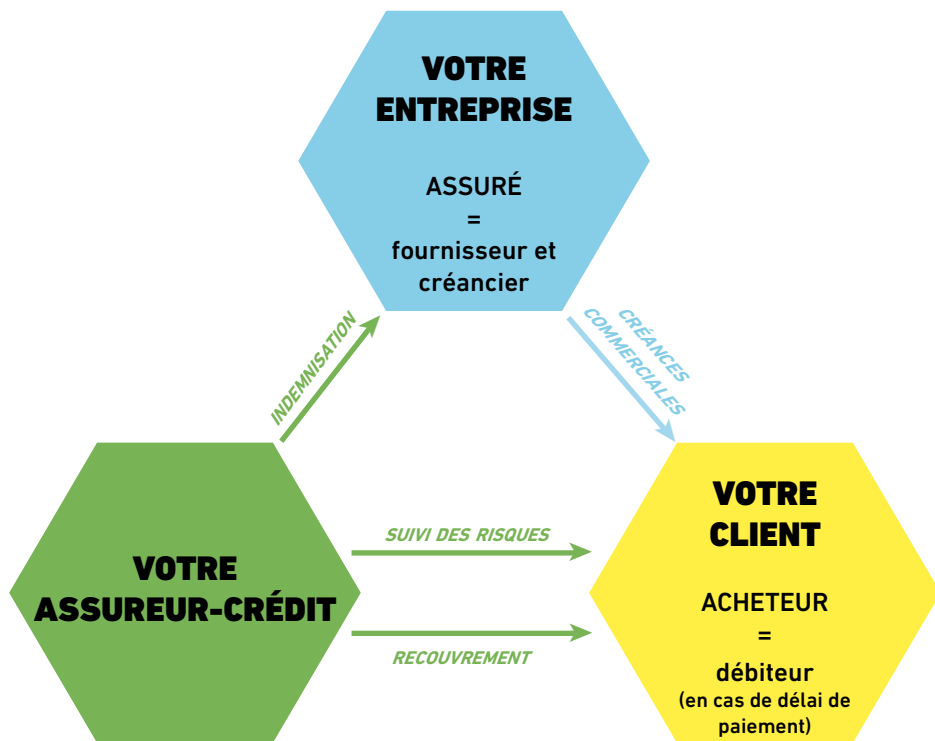 VOTRE
ENTREPRISE
ASSURÉ
=
fournisseur et
créancier
INDEMNISATION
CRÉANCES
COMMERCIALES
VOTRE
ASSUREUR-CRÉDIT
SUIVI DES RISQUES
RECOUVREMENT
VOTRE
CLIENT
ACHETEUR
=
débiteur
(en cas de délai de
paiement)